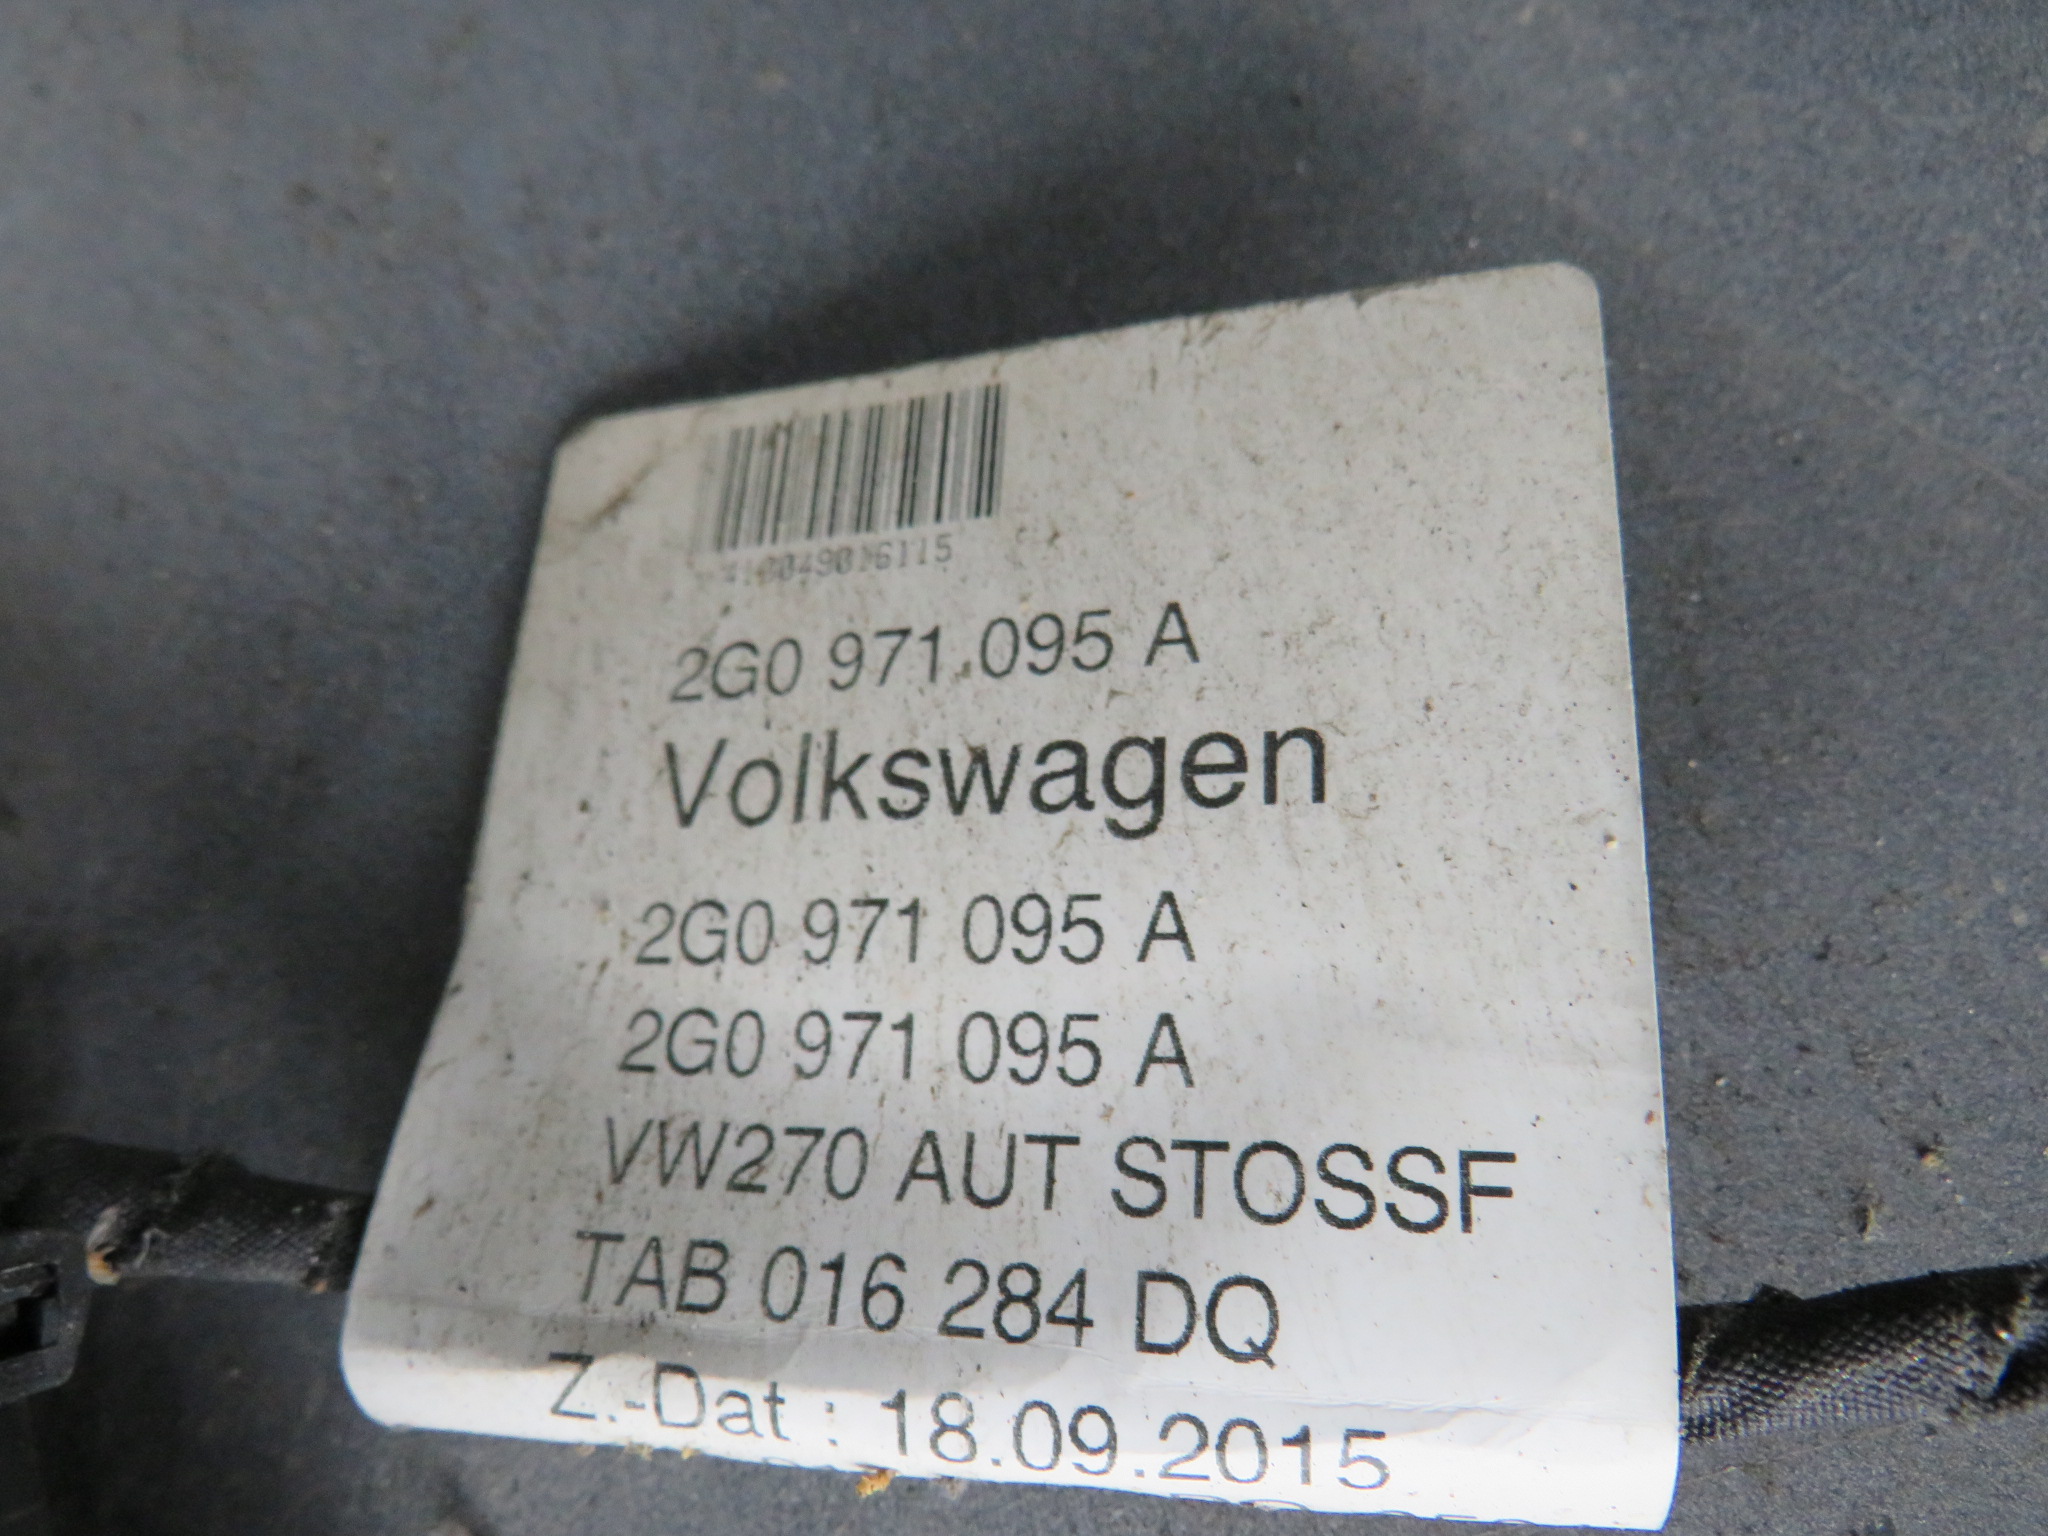 2G0 971 095 A
Volkswagen
2G0 971 095 A
2G0 971 095 A
VW270 AUT STOSSF
TAB 016 284 DQ
Z.-Dat : 18.09.2015